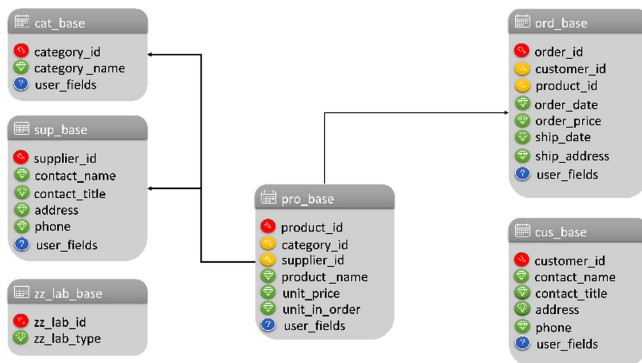 cat_base
category_id
category _name
user_fields
sup_base
supplier_id
contact_name
contact_title
address
phone
user_fields
zz_lab_base
zz_lab_id
zz_lab_type
pro_base
product_id
category_id
supplier_id
product _name
unit_price
unit_in_order
user_fields
ord_base
order_id
customer_id
product_id
order_date
order_price
ship_date
ship_address
user_fields
cus_base
customer_id
contact_name
contact_title
address
phone
user_fields